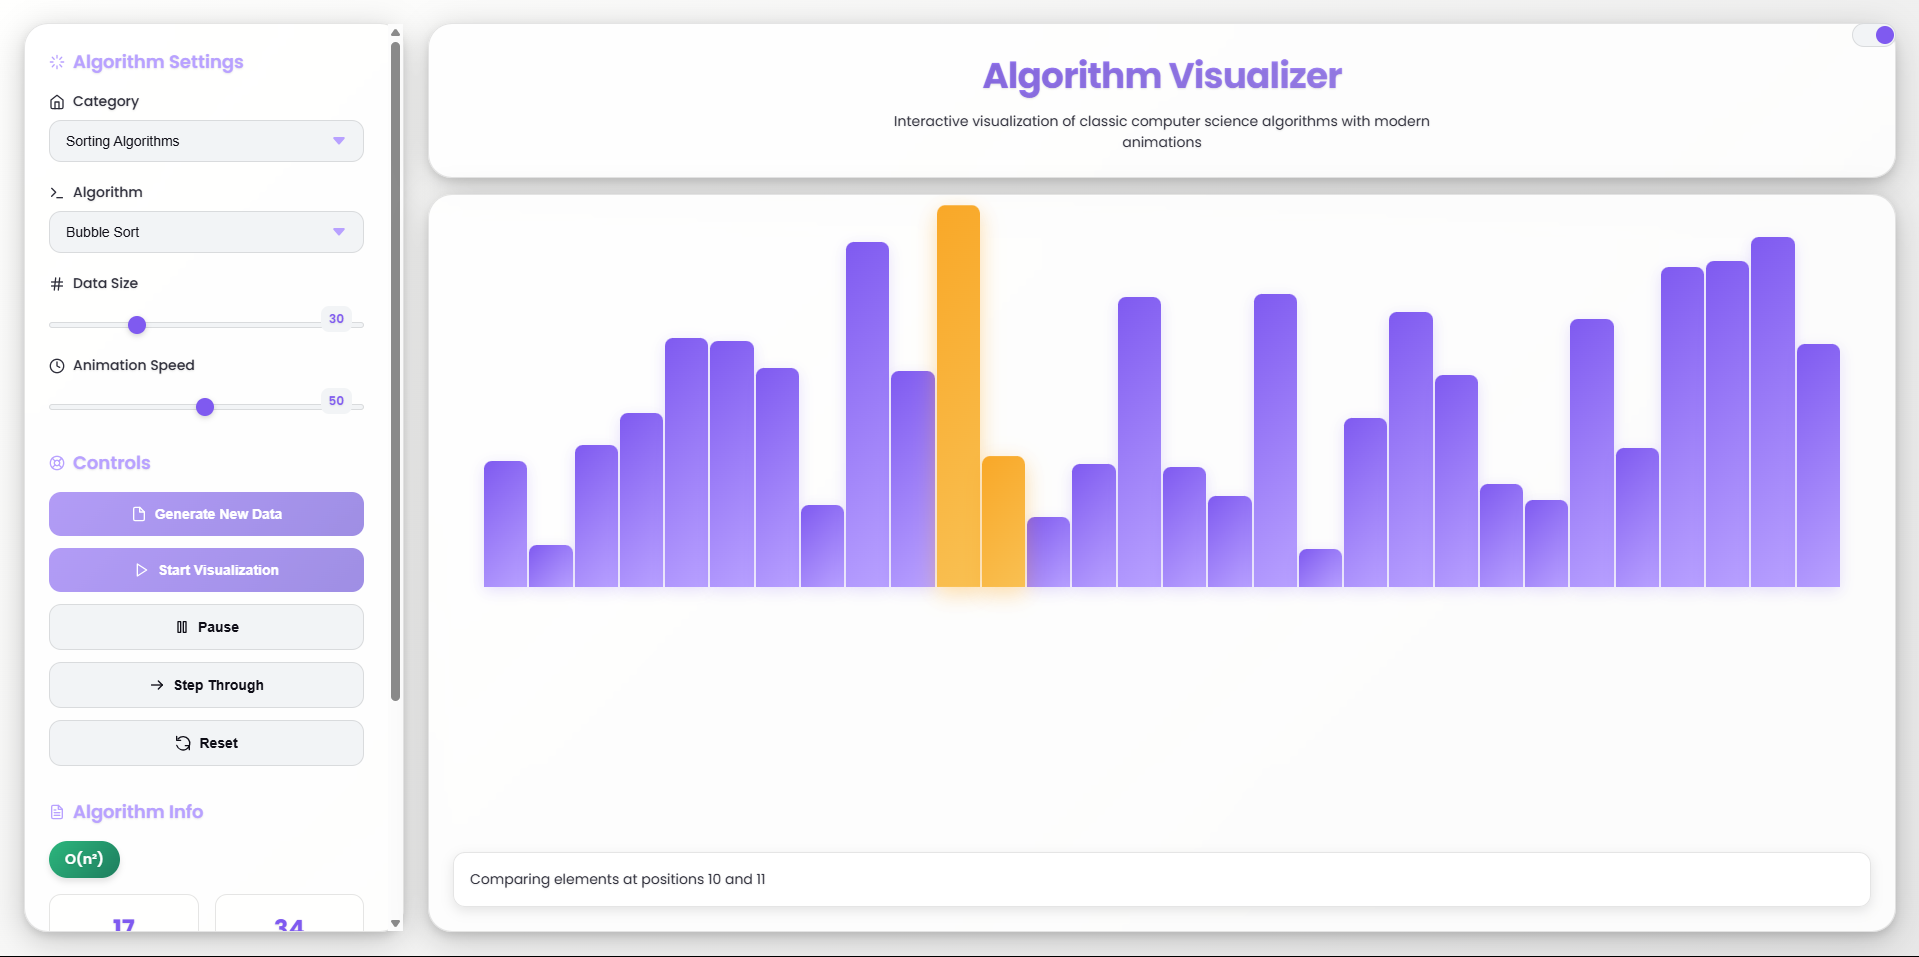 Algorithm Settings
Category
Sorting Algorithms
Algorithm
Bubble Sort
Data Size
30
Animation Speed
50
Controls
Generate New Data
Start Visualization
Pause
Step Through
Reset
Algorithm Info
O(n²)
17 34
Algorithm Visualizer
Interactive visualization of classic computer science algorithms with modern
animations
Comparing elements at positions 10 and 11